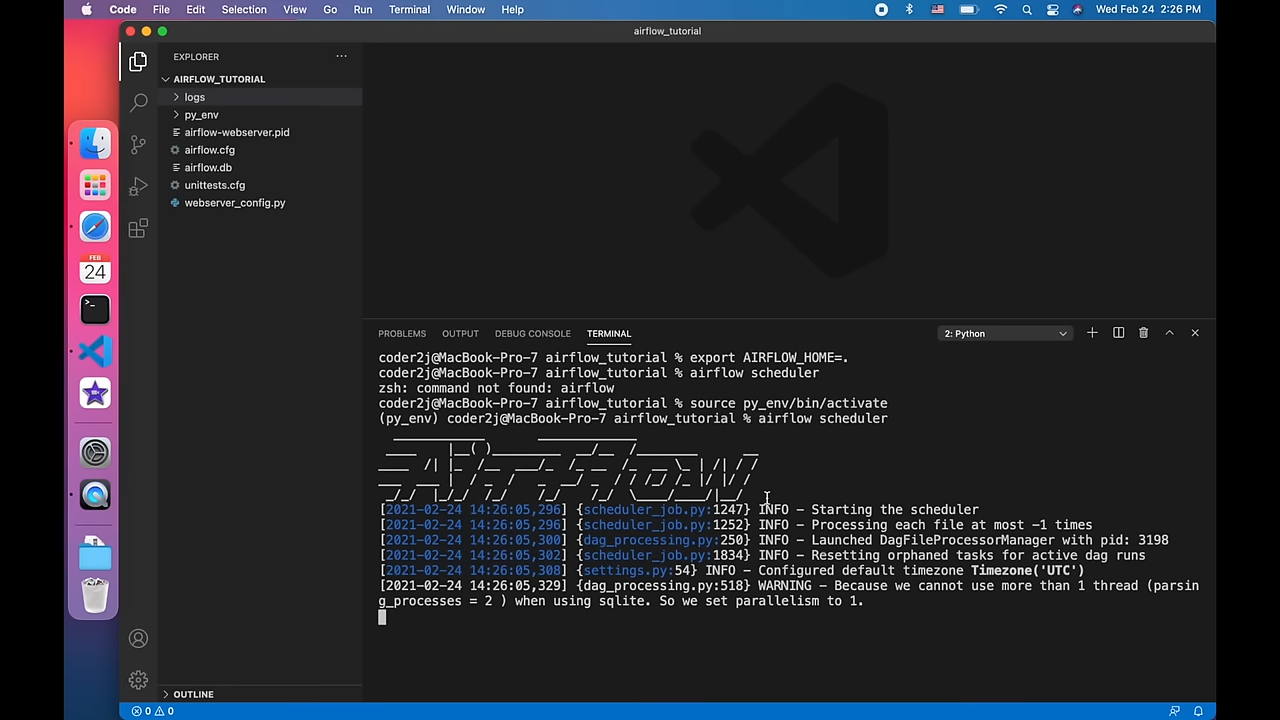 Code File Edit Selection View Go Run Terminal Window Help Wed Feb 24 2:26 PM
airflow_tutorial
EXPLORER ...
AIRFLOW_TUTORIAL
logs
py_env
airflow-webserver.pid
airflow.cfg
airflow.db
unittests.cfg
webserver_config.py
FEB
24
PROBLEMS OUTPUT DEBUG CONSOLE TERMINAL 2: Python
coder2j@MacBook-Pro-7 airflow_tutorial % export AIRFLOW_HOME=.
coder2j@MacBook-Pro-7 airflow_tutorial % airflow scheduler
zsh: command not found: airflow
coder2j@MacBook-Pro-7 airflow_tutorial % source py_env/bin/activate
(py_env) coder2j@MacBook-Pro-7 airflow_tutorial % airflow scheduler
Airflow
[2021-02-24 14:26:05,296] {scheduler_job.py:1247} INFO - Starting the scheduler
[2021-02-24 14:26:05,296] {scheduler_job.py:1252} INFO - Processing each file at most -1 times
[2021-02-24 14:26:05,300] {dag_processing.py:250} INFO - Launched DagFileProcessorManager with pid: 3198
[2021-02-24 14:26:05,302] {scheduler_job.py:1834} INFO - Resetting orphaned tasks for active dag runs
[2021-02-24 14:26:05,308] {settings.py:54} INFO - Configured default timezone Timezone('UTC')
[2021-02-24 14:26:05,329] {dag_processing.py:518} WARNING - Because we cannot use more than 1 thread (parsin
g_processes = 2 ) when using sqlite. So we set parallelism to 1.
OUTLINE
0 0